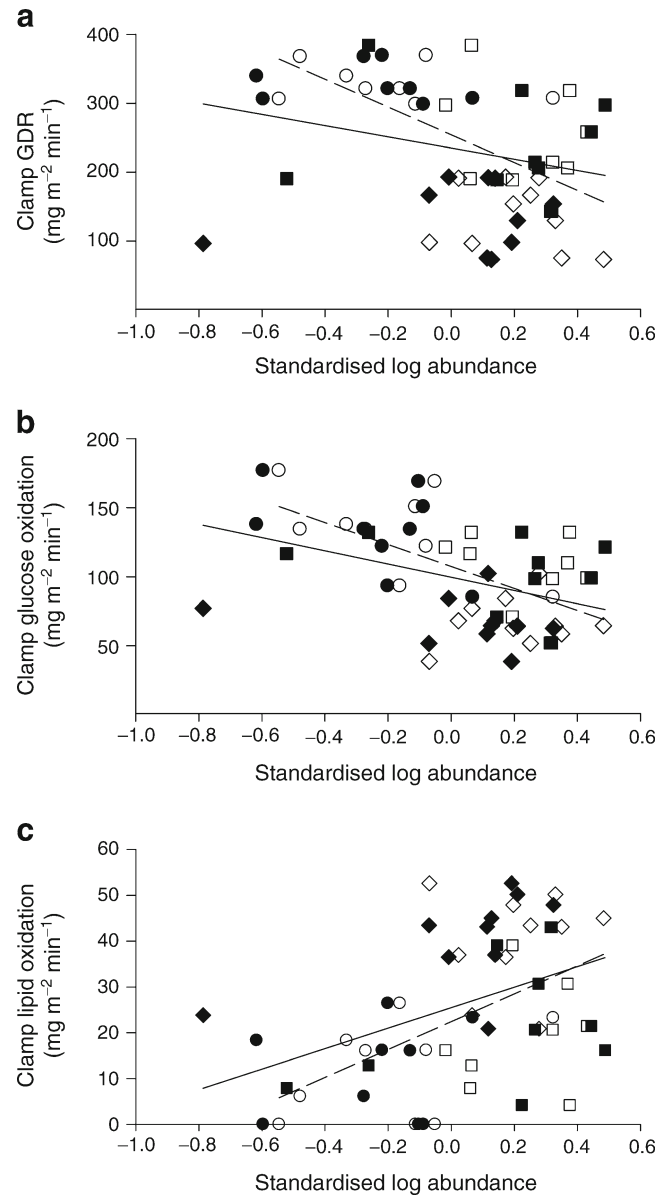 a
Clamp GDR
(mg m−2 min−1)
400
300
200
100
−1.0 −0.8 −0.6 −0.4 −0.2 0.0 0.2 0.4 0.6
Standardised log abundance
b
Clamp glucose oxidation
(mg m−2 min−1)
200
150
100
50
−1.0 −0.8 −0.6 −0.4 −0.2 0.0 0.2 0.4 0.6
Standardised log abundance
c
Clamp lipid oxidation
(mg m−2 min−1)
60
50
40
30
20
10
0
−1.0 −0.8 −0.6 −0.4 −0.2 0.0 0.2 0.4 0.6
Standardised log abundance